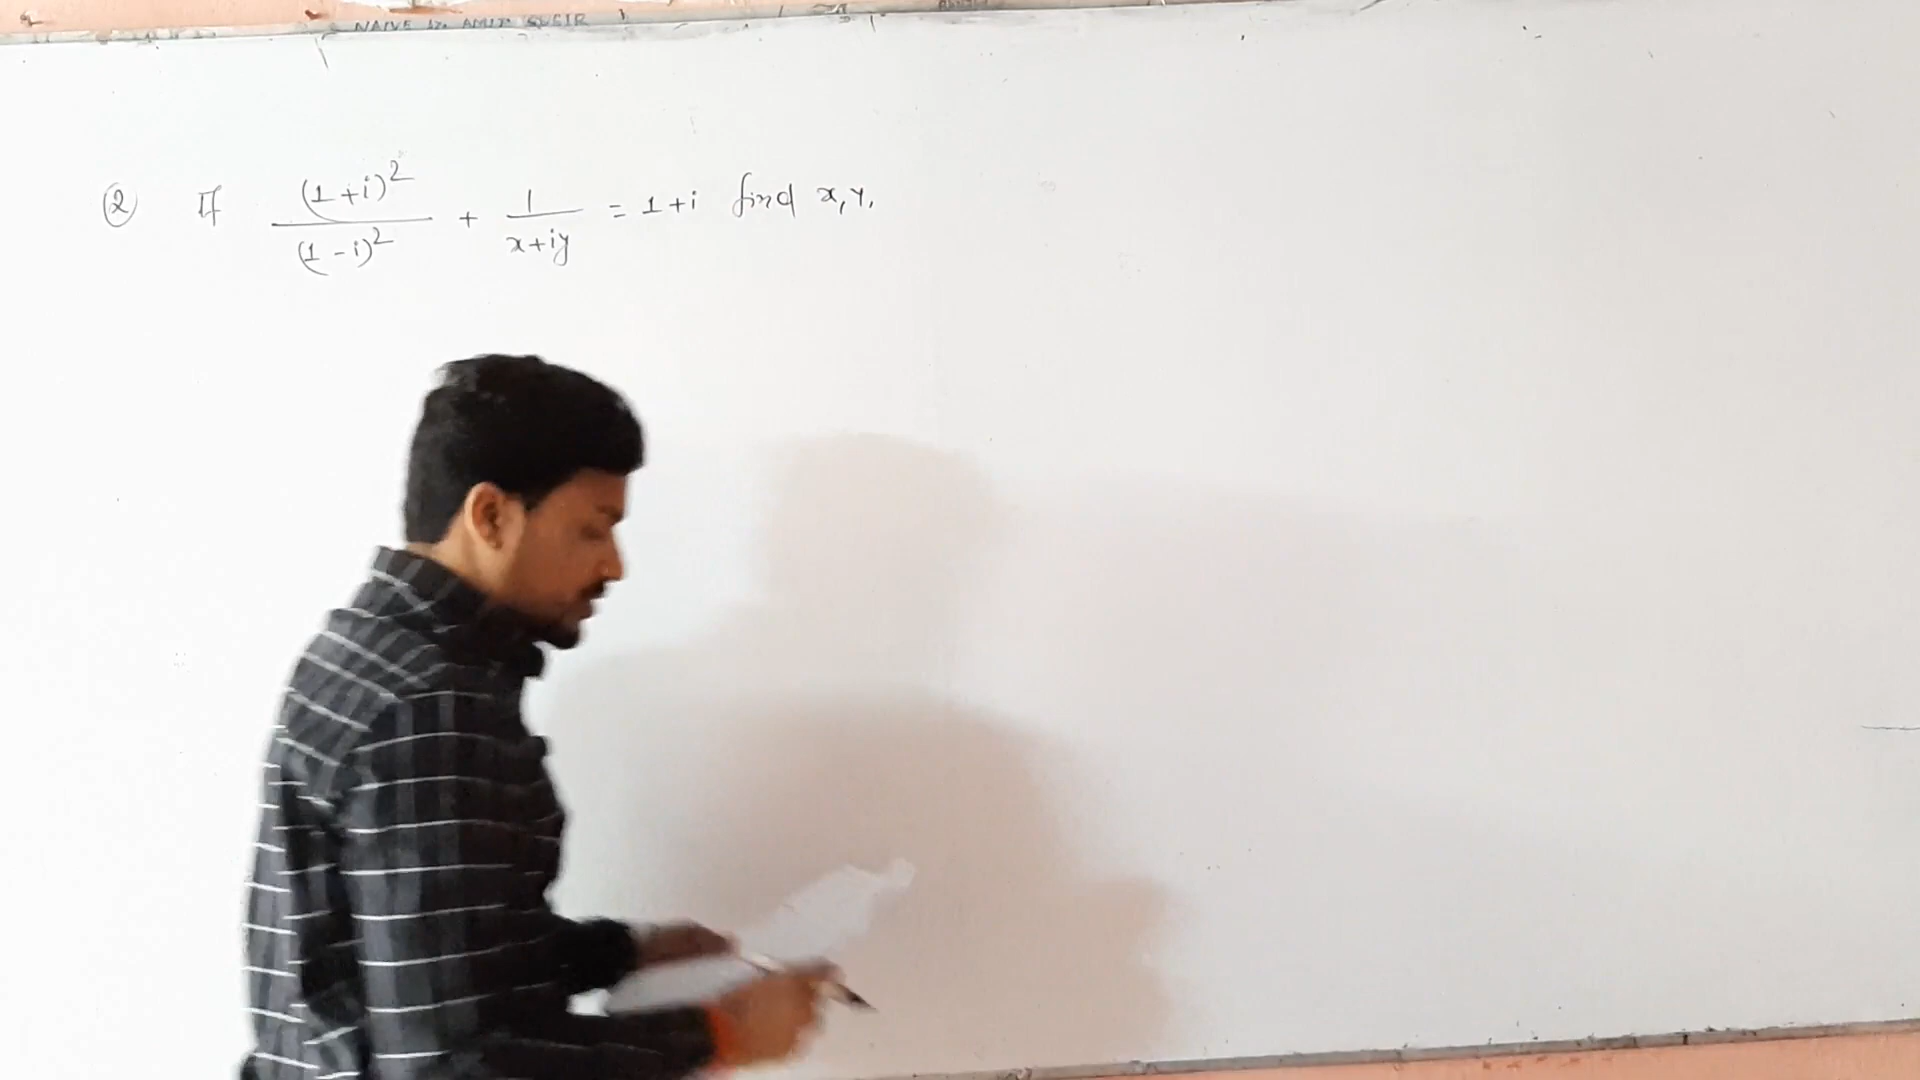 ② If (1+i)²/(1-i)² + 1/(x+iy) = 1+i find x, y.